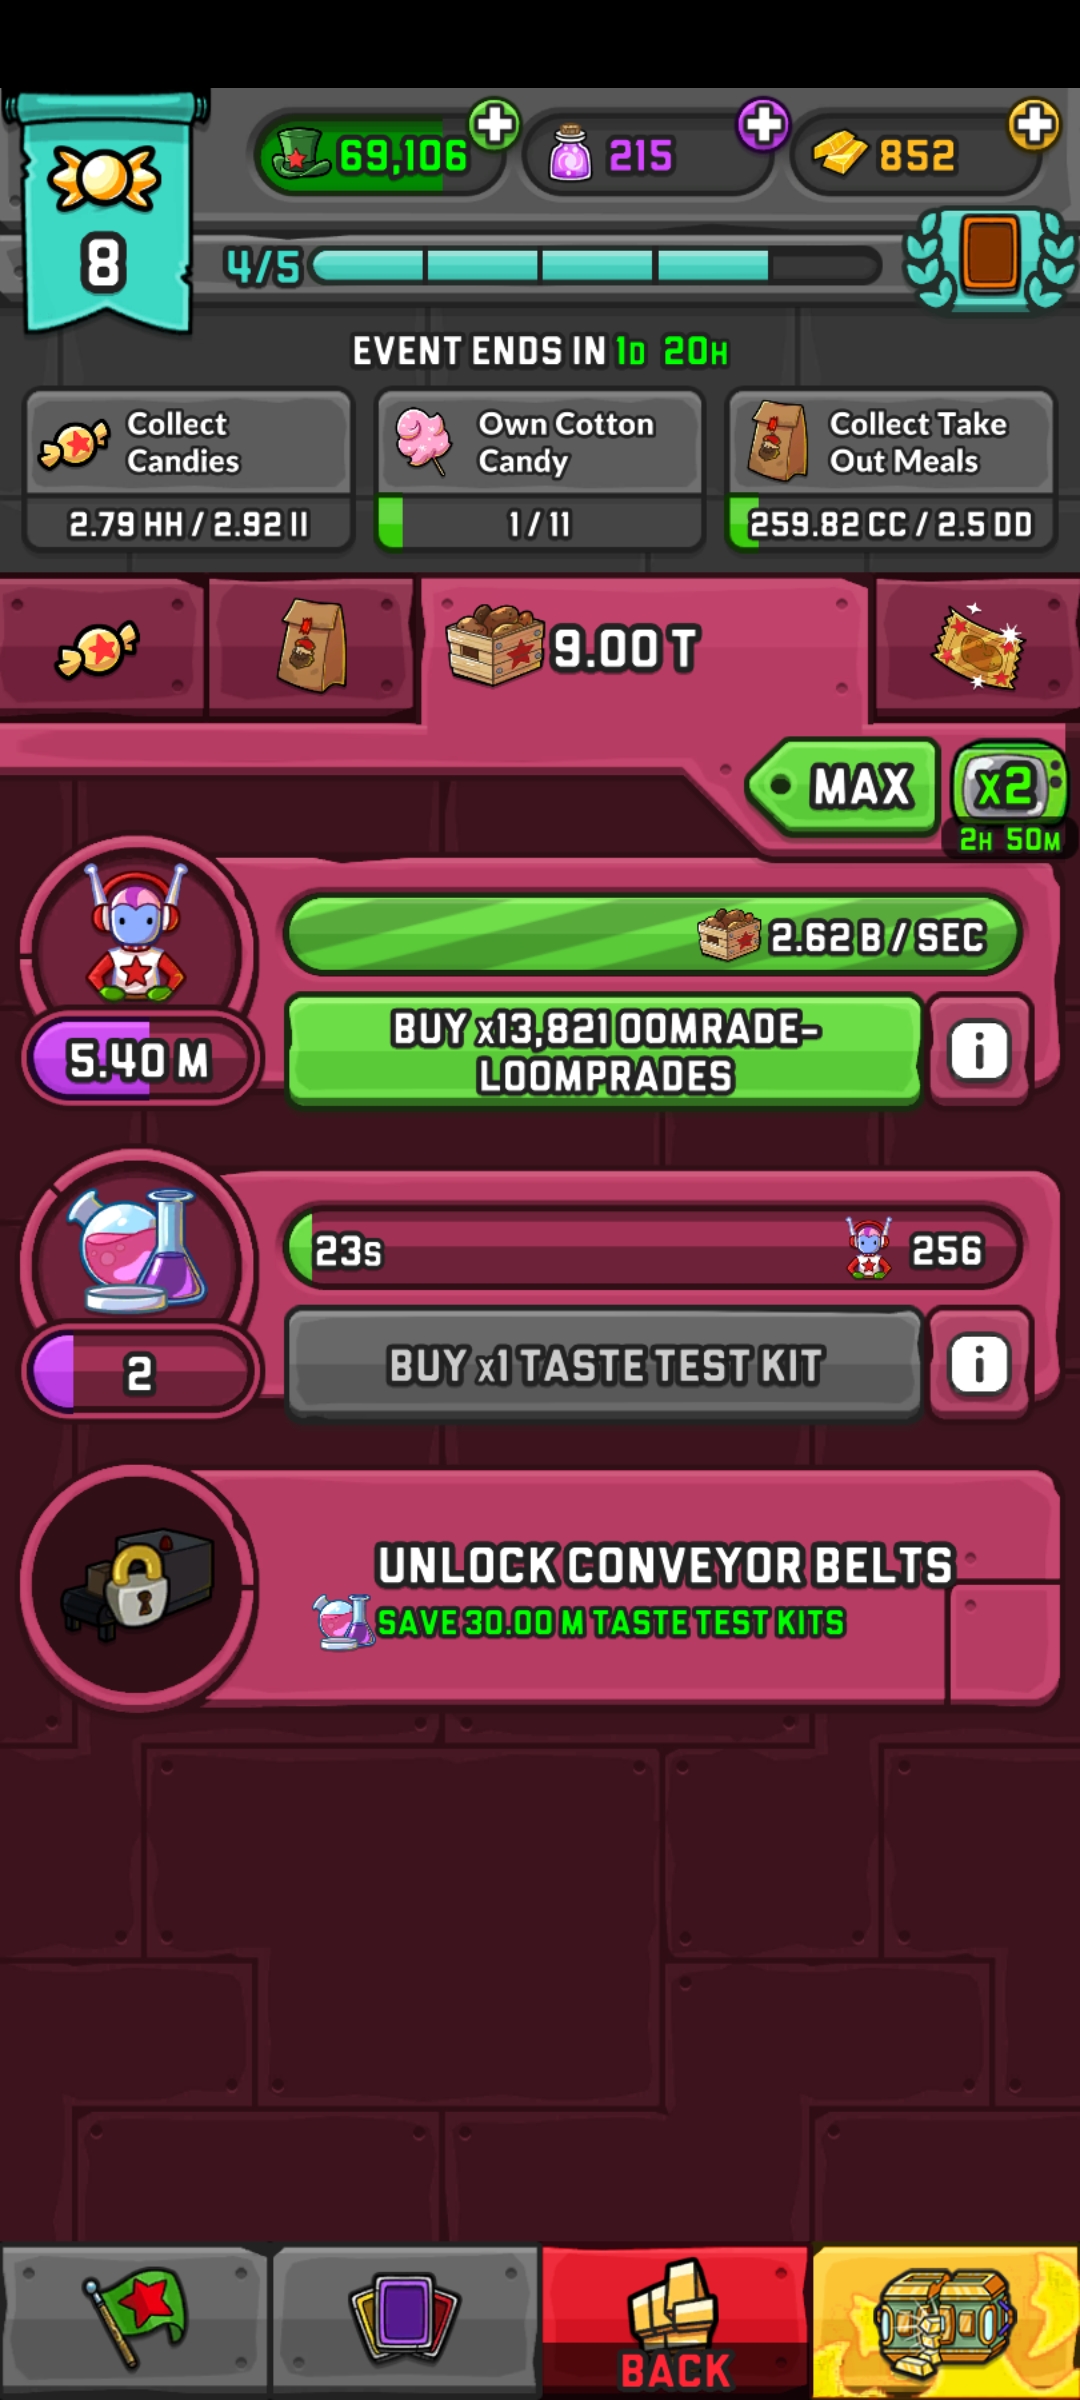 69,106
215
852
8
4/5
EVENT ENDS IN 1D 20H
Collect
Candies
2.79 HH / 2.92 II
Own Cotton
Candy
1 / 11
Collect Take
Out Meals
259.82 CC / 2.5 DD
9.00 T
MAX
x2
2H 50M
2.62 B / SEC
BUY x13,821 OOMRADE-
LOOMPRADES
5.40 M
i
23s
256
BUY x1 TASTE TEST KIT
2
i
UNLOCK CONVEYOR BELTS
SAVE 30.00 M TASTE TEST KITS
BACK